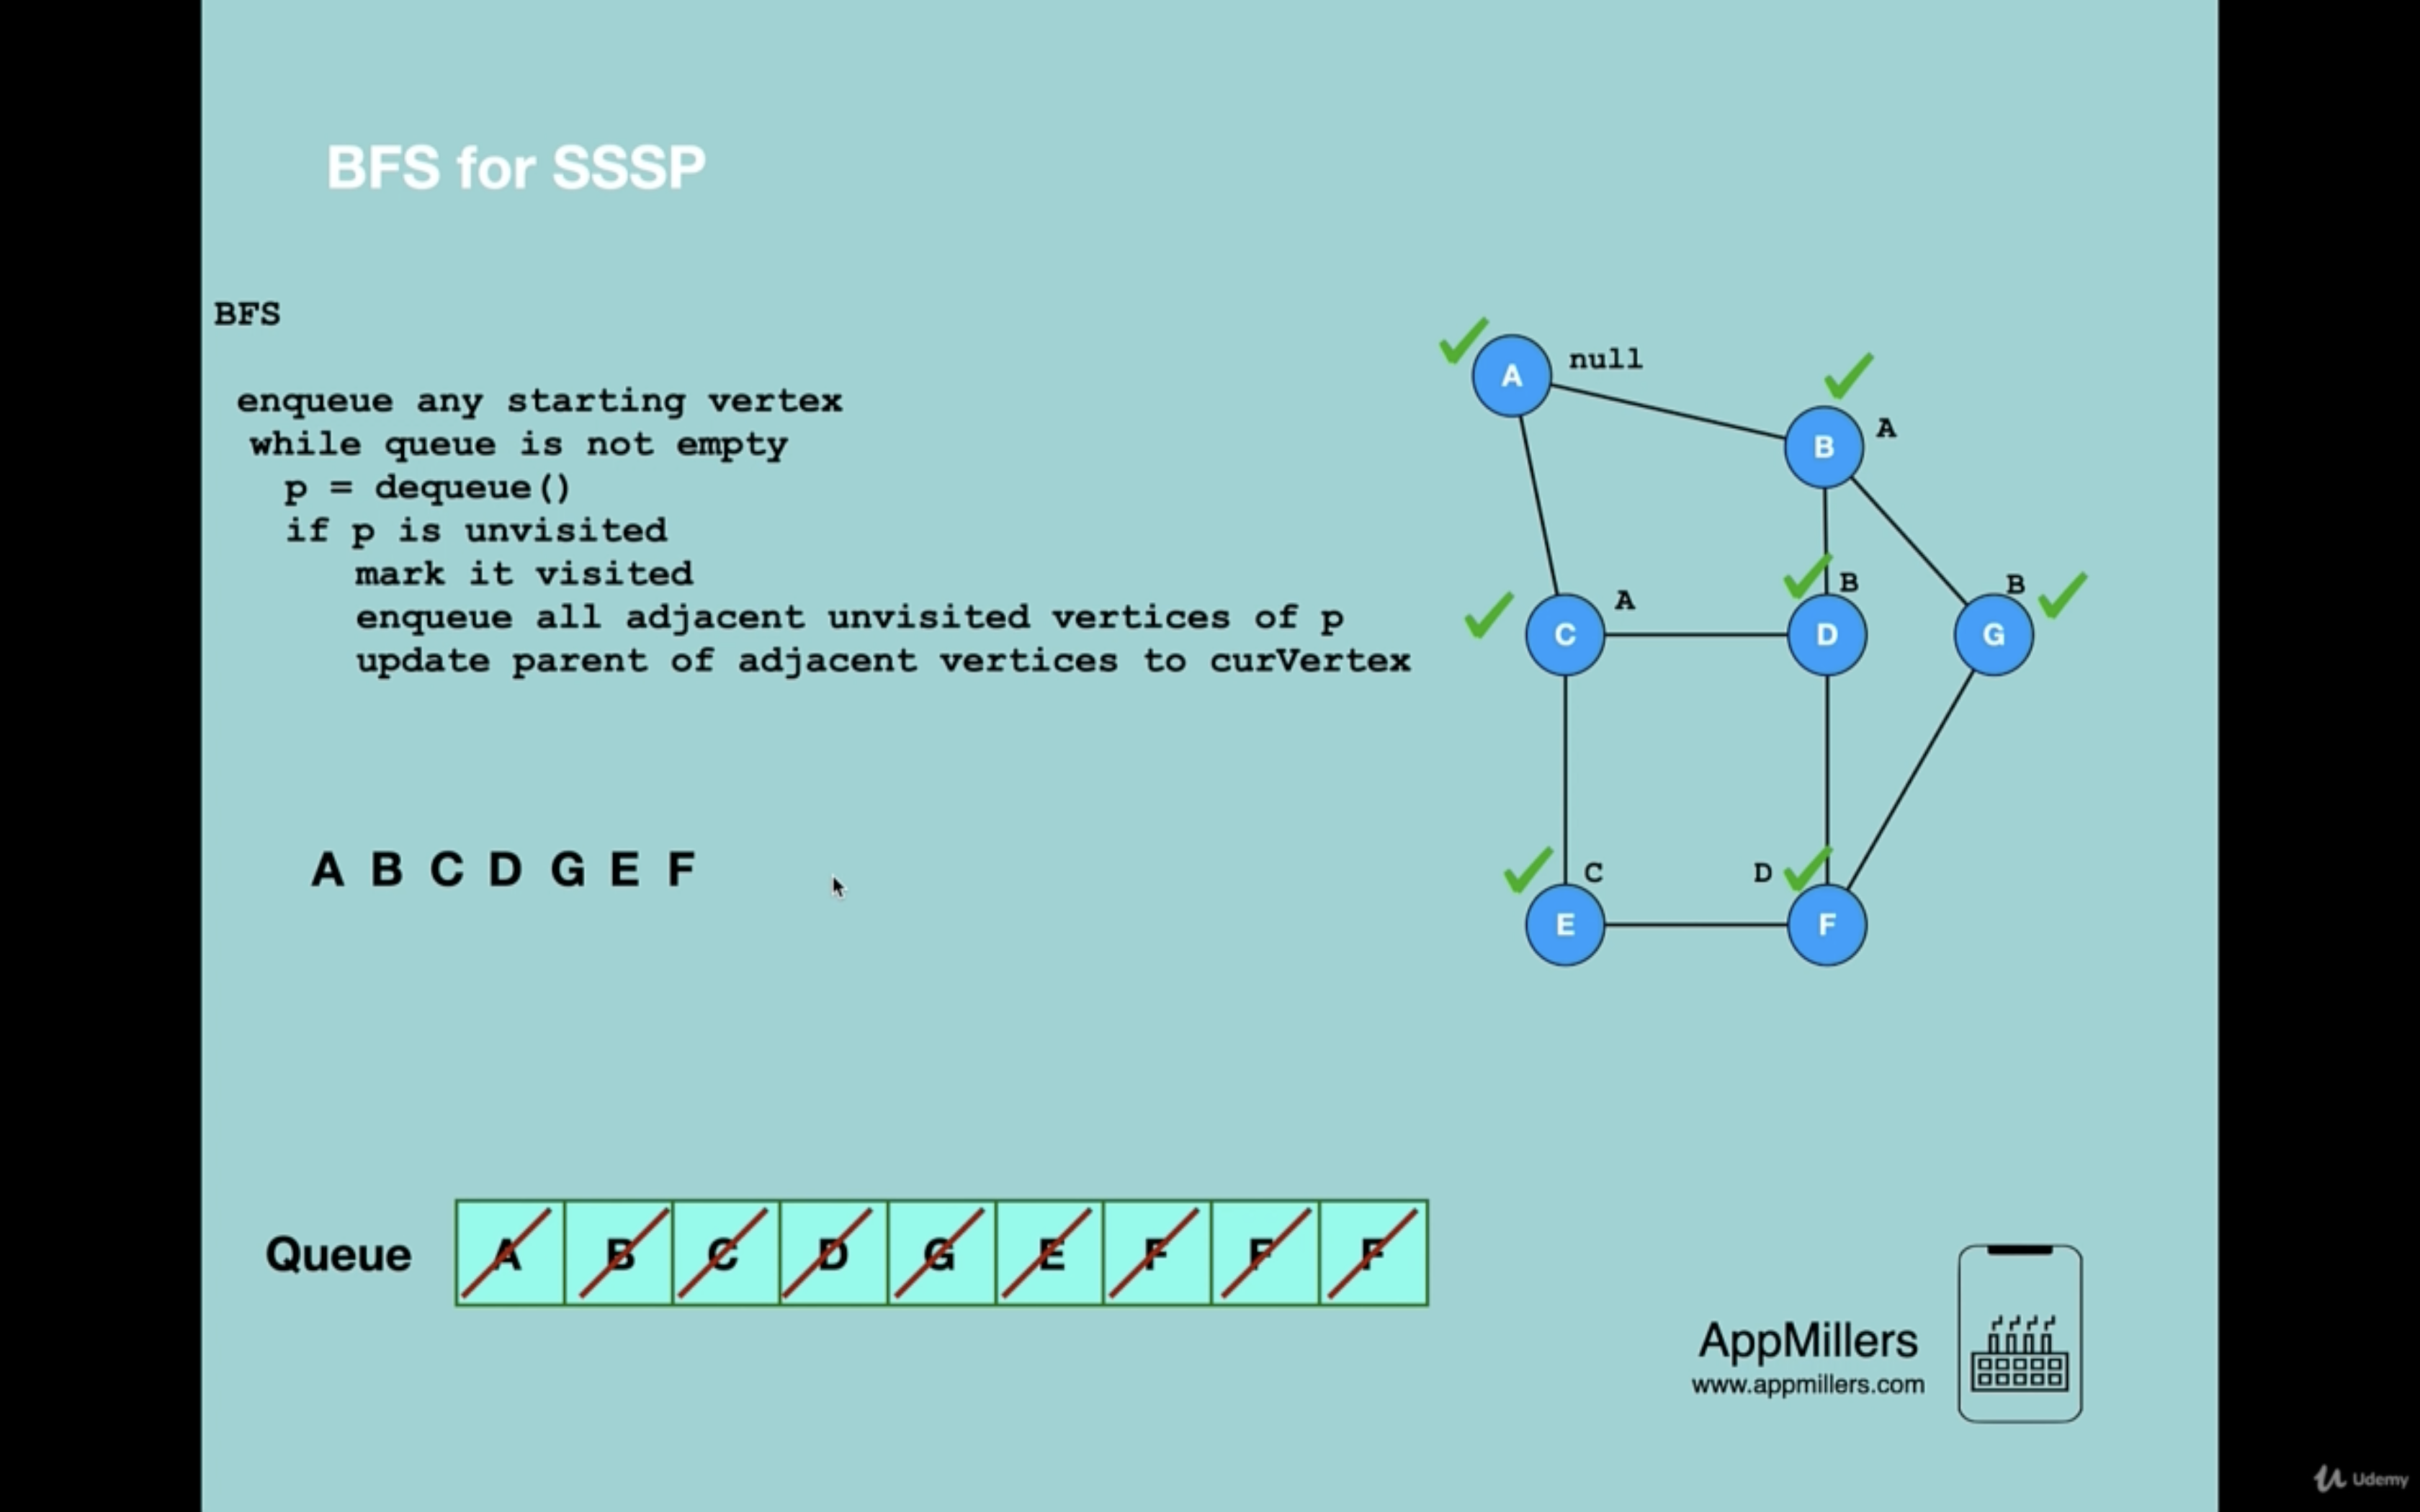 BFS for SSSP
BFS
enqueue any starting vertex
while queue is not empty
p = dequeue()
if p is unvisited
mark it visited
enqueue all adjacent unvisited vertices of p
update parent of adjacent vertices to curVertex
A B C D G E F
A null
B A
C A
D B
G B
E C
D F
Queue A B C D G E F F F
AppMillers
www.appmillers.com
Udemy